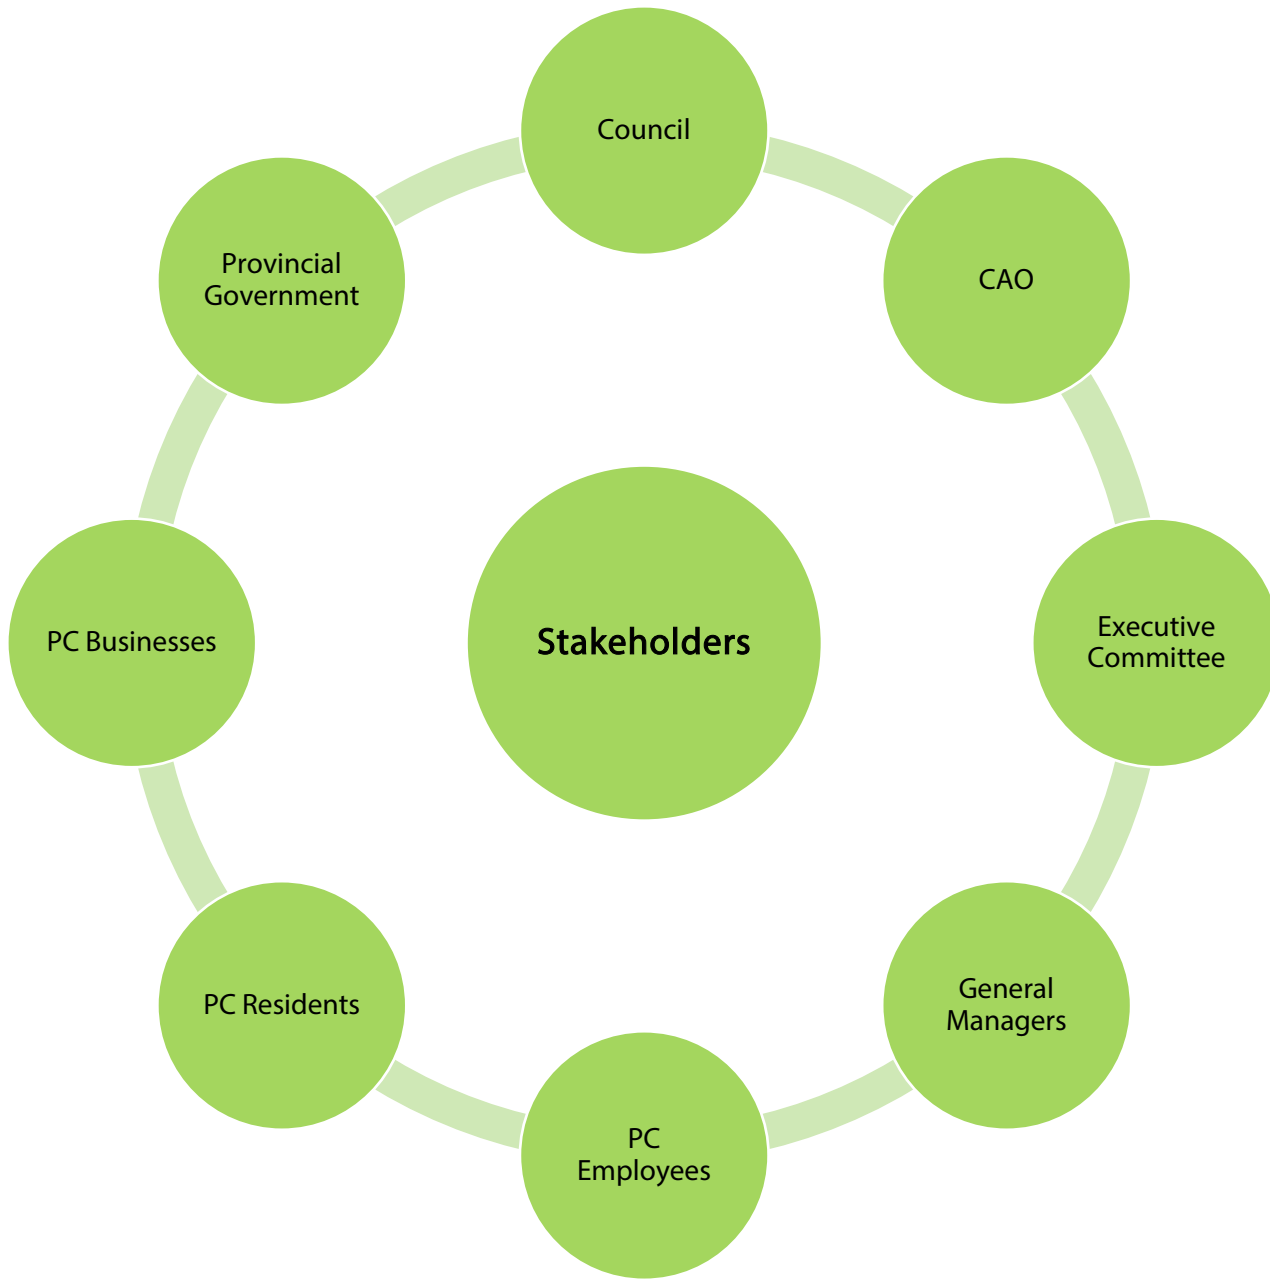 Council
Provincial
Government
CAO
PC Businesses
Stakeholders
Executive
Committee
PC Residents
General
Managers
PC
Employees